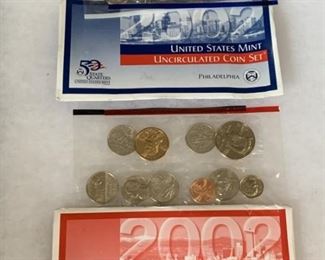 2002
UNITED STATES MINT
UNCIRCULATED COIN SET
PHILADELPHIA
50 STATE
QUARTERS
2002